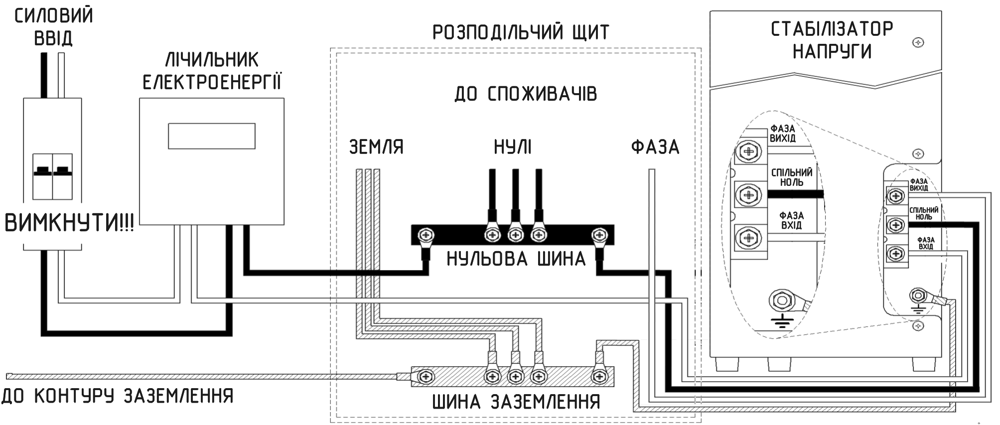 СИЛОВИЙ
ВВІД
ЛІЧИЛЬНИК
ЕЛЕКТРОЕНЕРГІЇ
ВИМКНУТИ!!!
РОЗПОДІЛЬЧИЙ ЩИТ
ДО СПОЖИВАЧІВ
ЗЕМЛЯ
НУЛІ
ФАЗА
НУЛЬОВА ШИНА
ШИНА ЗАЗЕМЛЕННЯ
ДО КОНТУРУ ЗАЗЕМЛЕННЯ
СТАБІЛІЗАТОР
НАПРУГИ
ФАЗА
ВИХІД
СПІЛЬНИЙ
НОЛЬ
ФАЗА
ВХІД
ФАЗА
ВИХІД
СПІЛЬНИЙ
НОЛЬ
ФАЗА
ВХІД